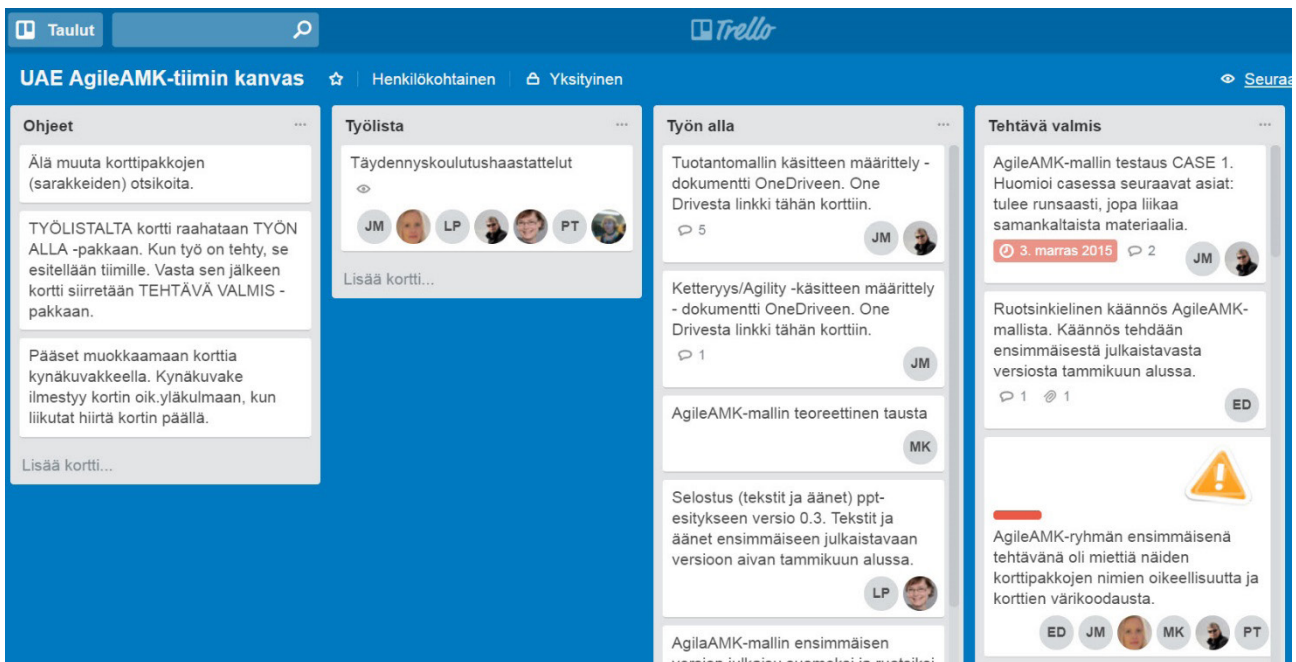 Taulut
Trello
UAE AgileAMK-tiimin kanvas
Henkilökohtainen
Yksityinen
Seuraa
Ohjeet
Älä muuta korttipakkojen
(sarakkeiden) otsikoita.
TYÖLISTALTA kortti raahataan TYÖN
ALLA -pakkaan. Kun työ on tehty, se
esitellään tiimille. Vasta sen jälkeen
kortti siirretään TEHTÄVÄ VALMIS -
pakkaan.
Pääset muokkaamaan korttia
kynäkuvakkeella. Kynäkuvake
ilmestyy kortin oik.yläkulmaan, kun
liikutat hiirtä kortin päällä.
Lisää kortti...
Työlista
Täydennyskoulutushaastattelut
JM
LP
PT
Lisää kortti...
Työn alla
Tuotantomallin käsitteen määrittely -
dokumentti OneDriveen. One
Drivesta linkki tähän korttiin.
5
JM
Ketteryys/Agility -käsitteen määrittely
- dokumentti OneDriveen. One
Drivesta linkki tähän korttiin.
1
JM
AgileAMK-mallin teoreettinen tausta
MK
Selostus (tekstit ja äänet) ppt-
esitykseen versio 0.3. Tekstit ja
äänet ensimmäiseen julkaistavaan
versioon aivan tammikuun alussa.
LP
AgilaAMK-mallin ensimmäisen
version julkaisu suomeksi ja ruotsiksi
Tehtävä valmis
AgileAMK-mallin testaus CASE 1.
Huomioi casessa seuraavat asiat:
tulee runsaasti, jopa liikaa
samankaltaista materiaalia.
3. marras 2015
2
JM
Ruotsinkielinen käännös AgileAMK-
mallista. Käännös tehdään
ensimmäisestä julkaistavasta
versiosta tammikuun alussa.
1
1
ED
AgileAMK-ryhmän ensimmäisenä
tehtävänä oli miettiä näiden
korttipakkojen nimien oikeellisuutta ja
korttien värikoodausta.
ED
JM
MK
PT